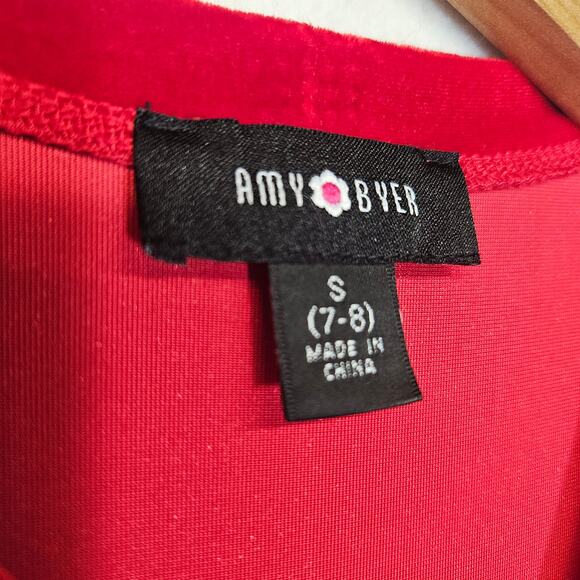 AMY BYER
S
(7-8)
MADE IN
CHINA